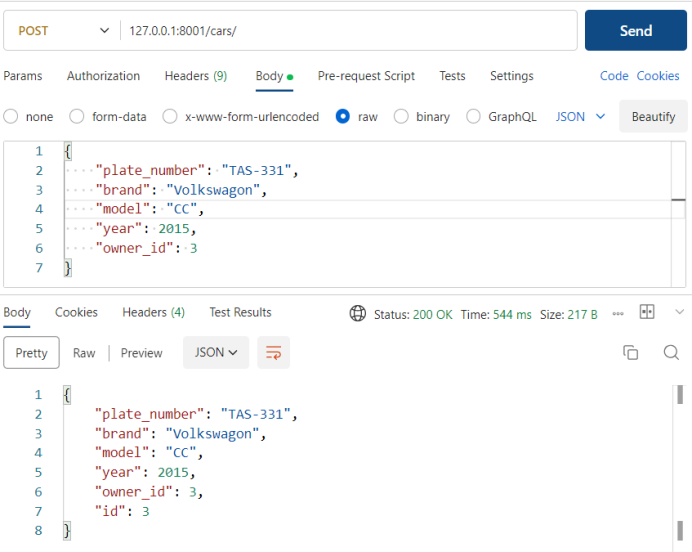 POST 127.0.0.1:8001/cars/ Send
Params Authorization Headers (9) Body Pre-request Script Tests Settings Code Cookies
none form-data x-www-form-urlencoded raw binary GraphQL JSON Beautify
1 {
2 "plate_number": "TAS-331",
3 "brand": "Volkswagon",
4 "model": "CC",
5 "year": 2015,
6 "owner_id": 3
7 }
Body Cookies Headers (4) Test Results Status: 200 OK Time: 544 ms Size: 217 B
Pretty Raw Preview JSON
1 {
2 "plate_number": "TAS-331",
3 "brand": "Volkswagon",
4 "model": "CC",
5 "year": 2015,
6 "owner_id": 3,
7 "id": 3
8 }